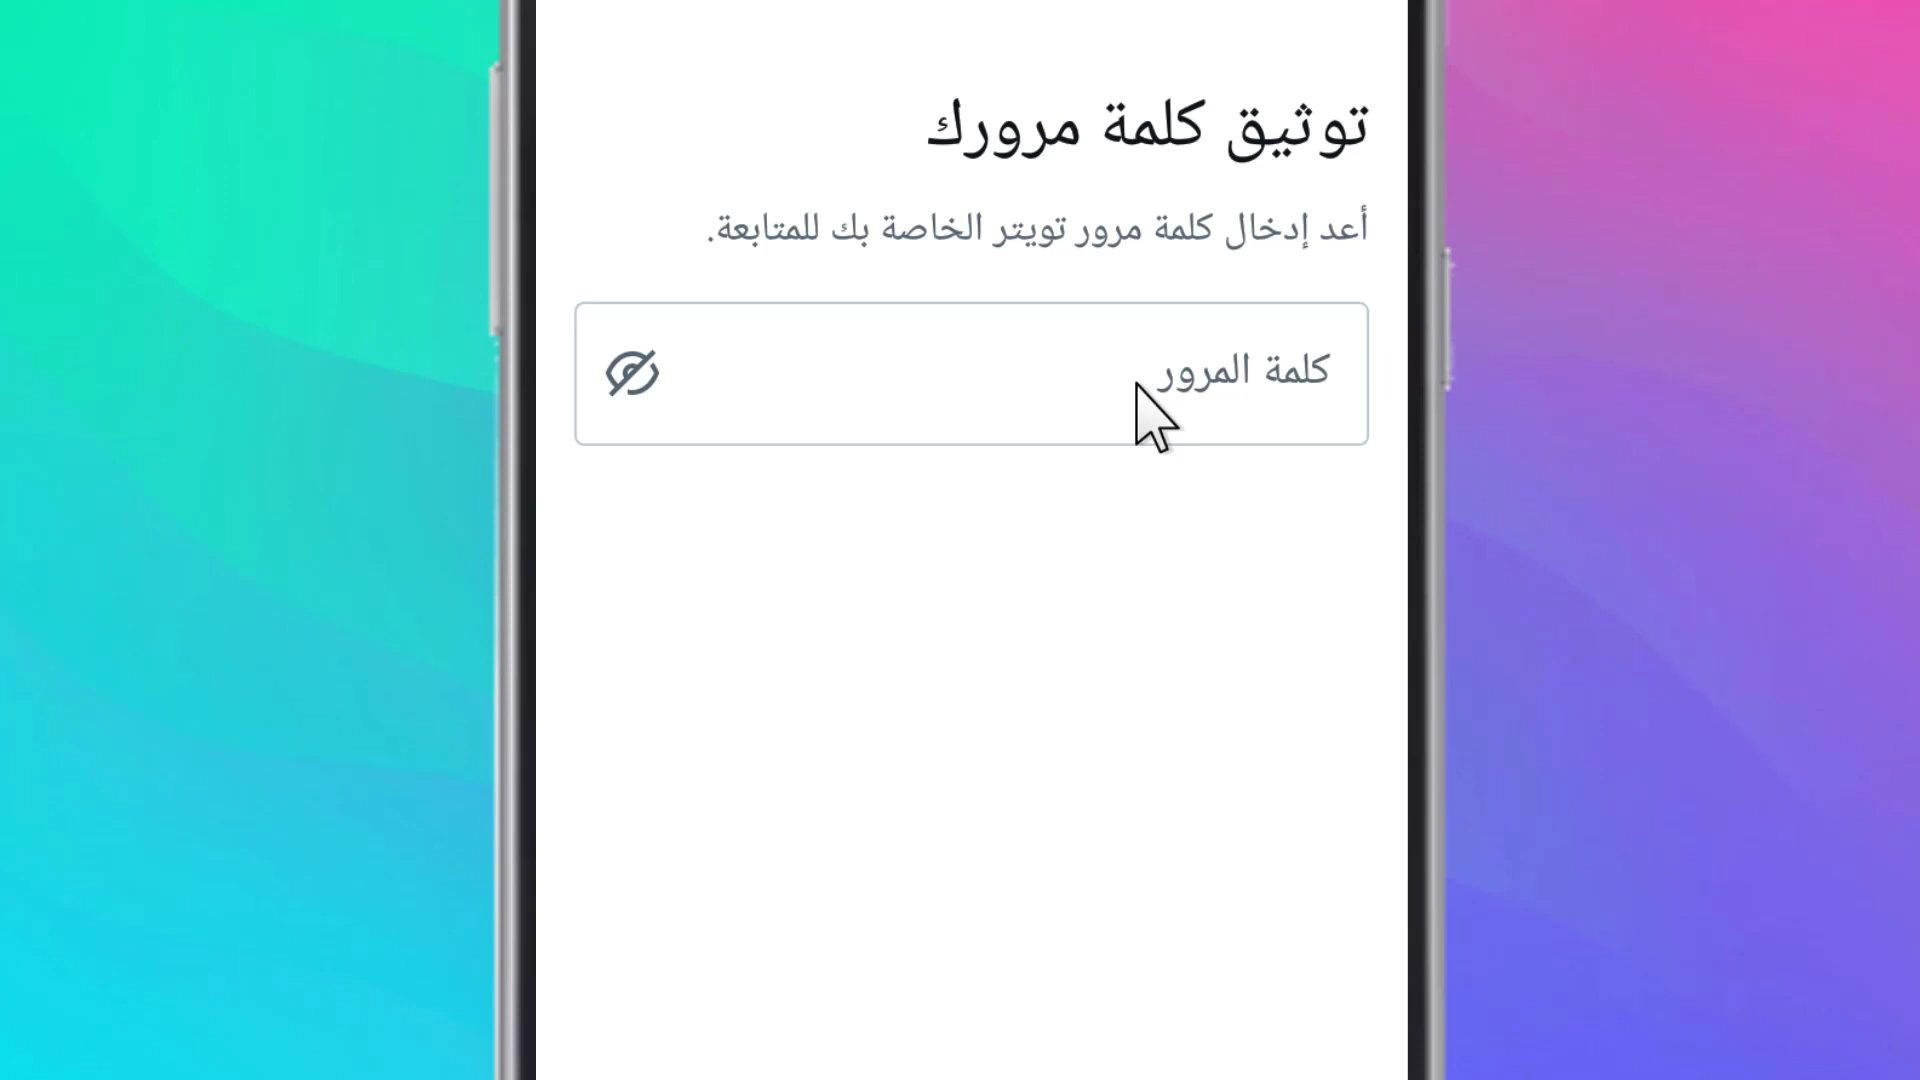 توثيق كلمة مرورك
أعد إدخال كلمة مرور تويتر الخاصة بك للمتابعة.
كلمة المرور